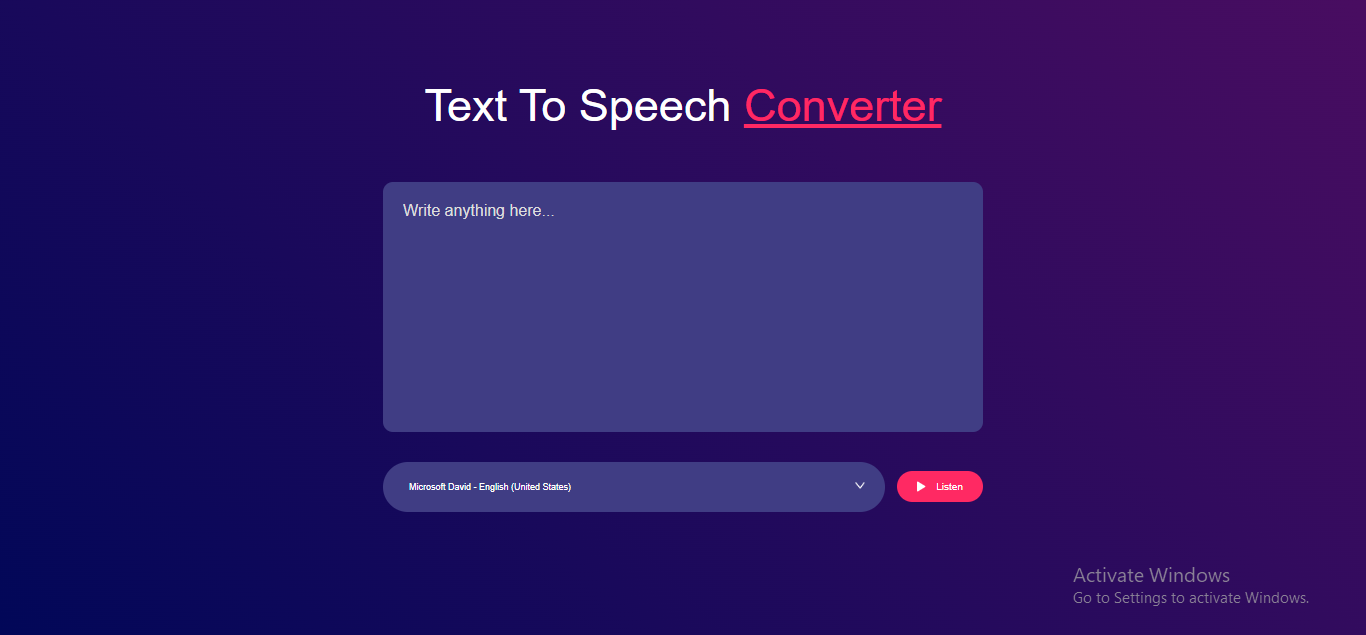 Text To Speech Converter
Write anything here...
Microsoft David - English (United States)
Listen
Activate Windows
Go to Settings to activate Windows.